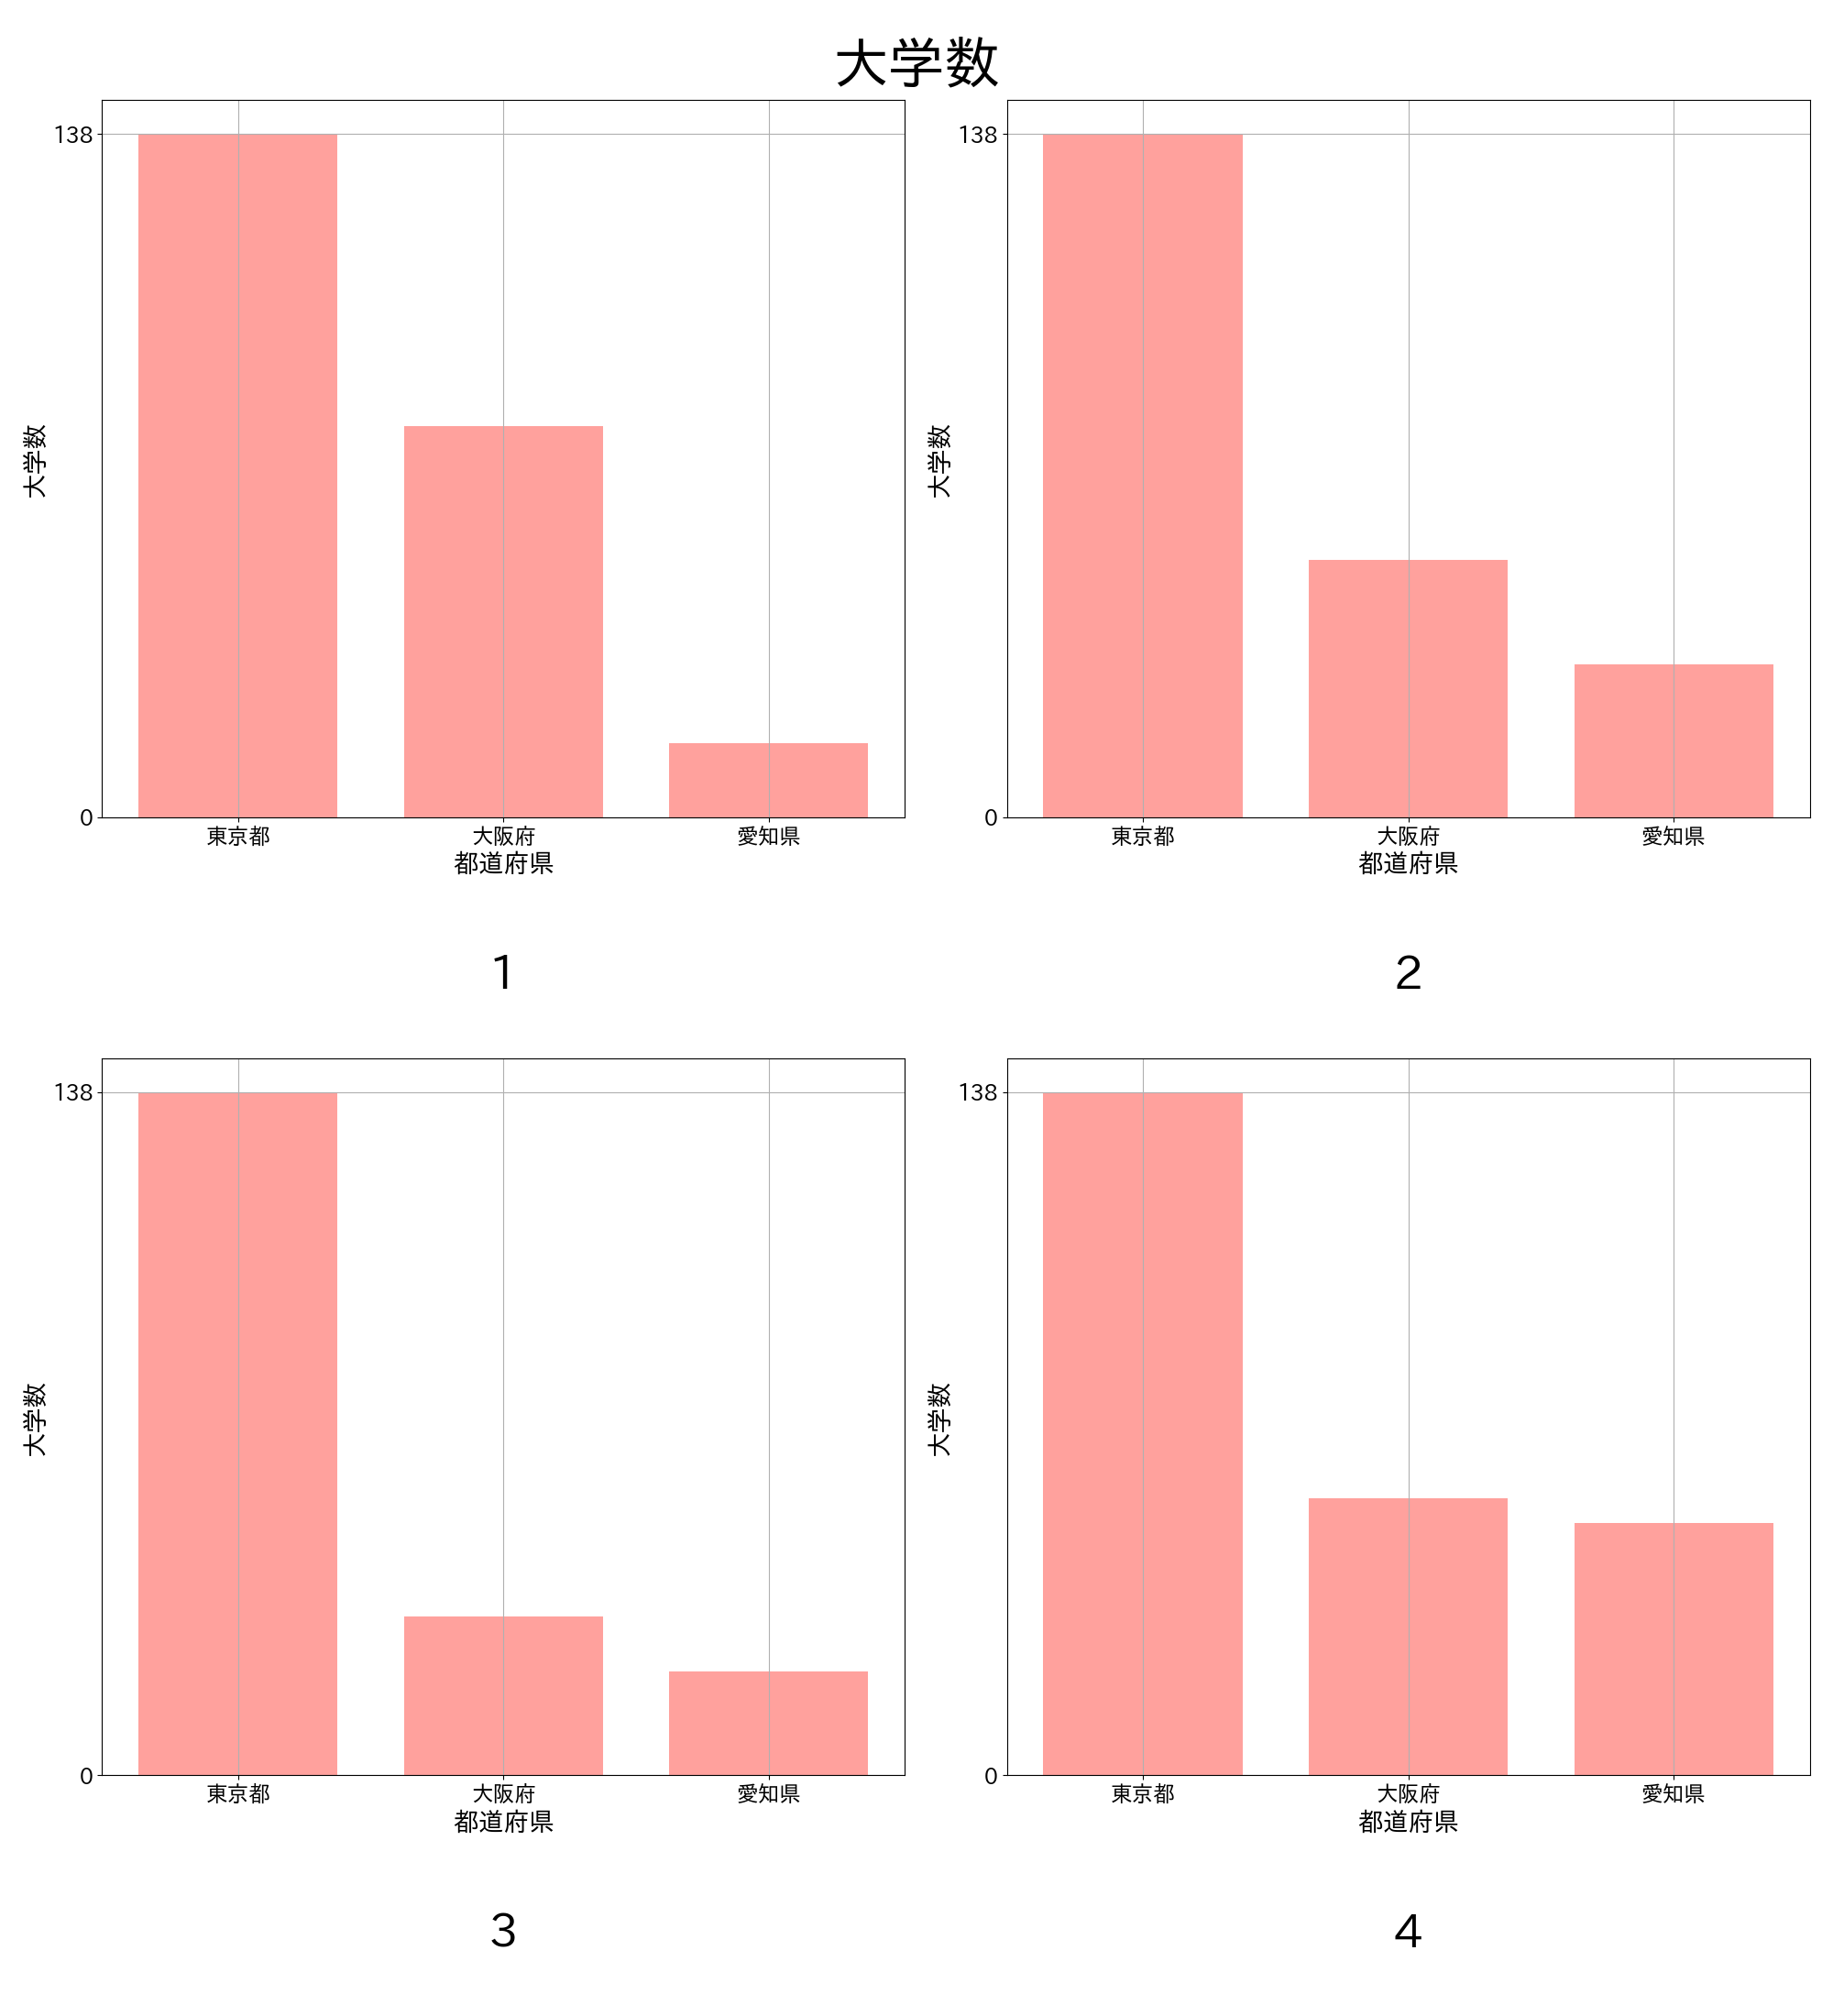 大学数
138
0
大学数
東京都 大阪府 愛知県
都道府県
1
138
0
大学数
東京都 大阪府 愛知県
都道府県
2
138
0
大学数
東京都 大阪府 愛知県
都道府県
3
138
0
大学数
東京都 大阪府 愛知県
都道府県
4